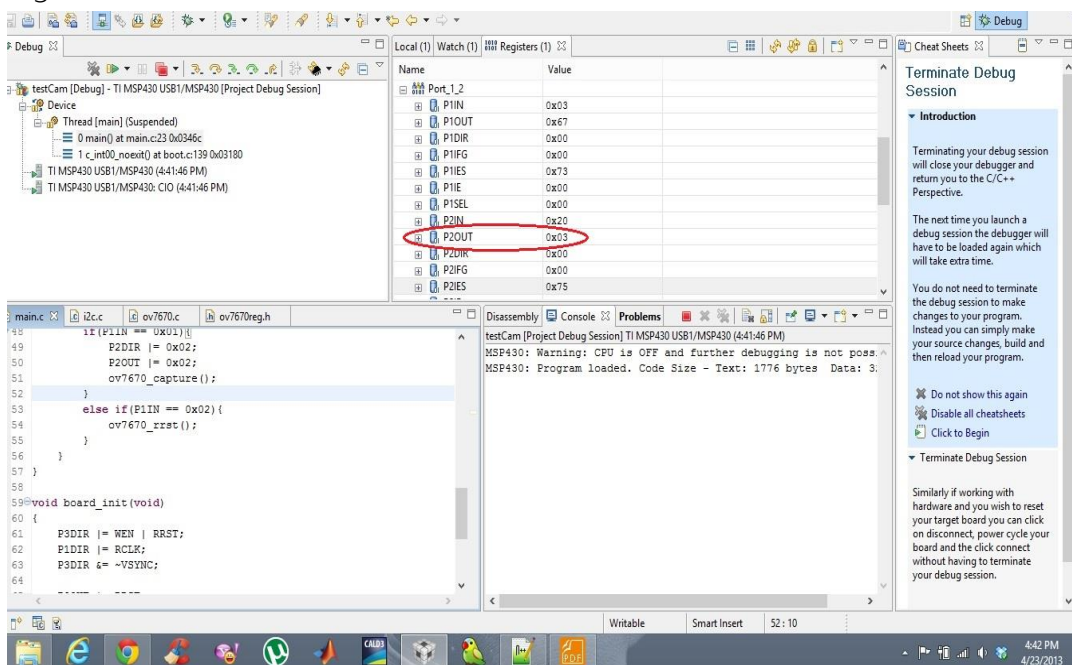 Debug
Debug
testCam [Debug] - TI MSP430 USB1/MSP430 [Project Debug Session]
Device
Thread [main] (Suspended)
0 main() at main.c:23 0x0346c
1 c_int00_noexit() at boot.c:139 0x03180
TI MSP430 USB1/MSP430 (4:41:46 PM)
TI MSP430 USB1/MSP430: CIO (4:41:46 PM)
Local (1) Watch (1) Registers (1)
Name Value
Port_1_2
P1IN 0x03
P1OUT 0x67
P1DIR 0x00
P1IFG 0x00
P1IES 0x73
P1IE 0x00
P1SEL 0x00
P2IN 0x20
P2OUT 0x03
P2DIR 0x00
P2IFG 0x00
P2IES 0x75
Cheat Sheets
Terminate Debug
Session
Introduction
Terminating your debug session
will close your debugger and
return you to the C/C++
Perspective.
The next time you launch a
debug session the debugger will
have to be loaded again which
will take extra time.
You do not need to terminate
the debug session to make
changes to your program.
Instead you can simply make
your source changes, build and
then reload your program.
Do not show this again
Disable all cheatsheets
Click to Begin
Terminate Debug Session
Similarly if working with
hardware and you wish to reset
your target board you can click
on disconnect, power cycle your
board and the click connect
without having to terminate
your debug session.
main.c i2c.c ov7670.c ov7670reg.h
48 if(P1IN == 0x01){
49 P2DIR |= 0x02;
50 P2OUT |= 0x02;
51 ov7670_capture();
52 }
53 else if(P1IN == 0x02){
54 ov7670_rrst();
55 }
56 }
57 }
58
59 void board_init(void)
60 {
61 P3DIR |= WEN | RRST;
62 P1DIR |= RCLK;
63 P3DIR &= ~VSYNC;
64
Disassembly Console Problems
testCam [Project Debug Session] TI MSP430 USB1/MSP430 (4:41:46 PM)
MSP430: Warning: CPU is OFF and further debugging is not poss
MSP430: Program loaded. Code Size - Text: 1776 bytes Data: 3
Writable Smart Insert 52 : 10
CALD3
PDF
4:42 PM
4/23/2013